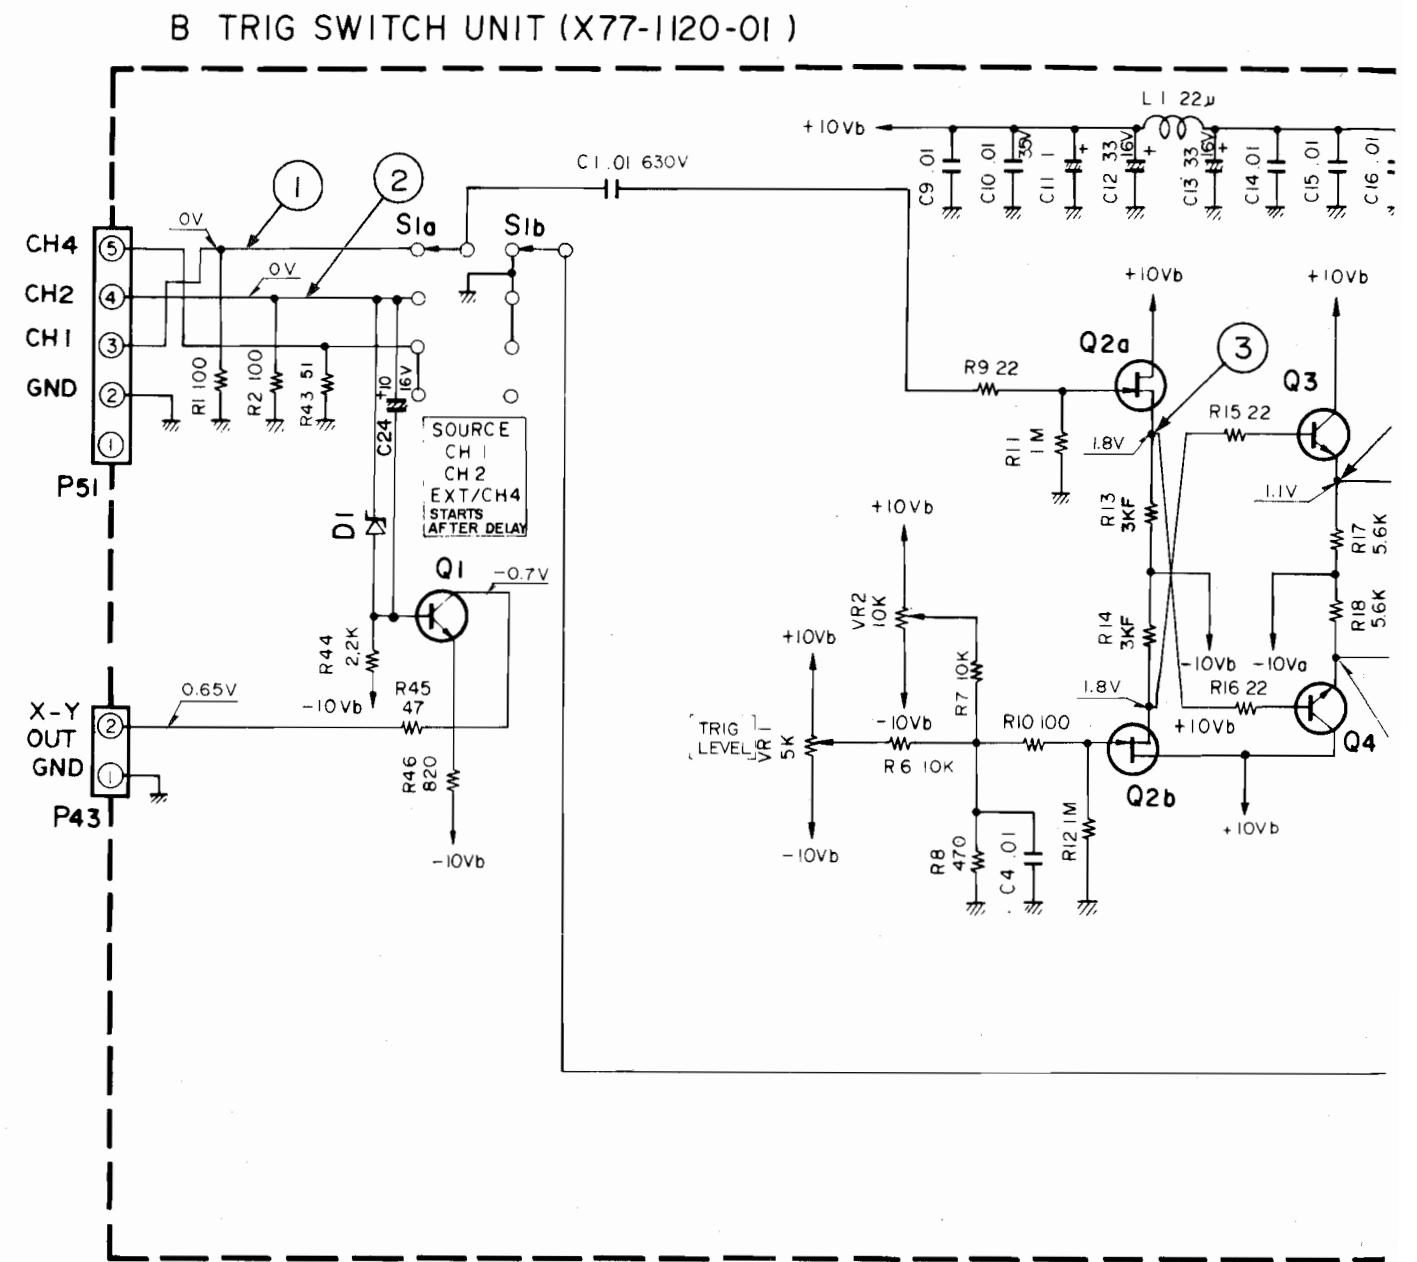 B TRIG SWITCH UNIT (X77-1120-01 )
L1 22μ
+10Vb
C9 .01
C10 .01
35V
C11 1
+
C12 33
16V
+
C13 33
16V
+
C14 .01
C15 .01
C16 .01
C1 .01 630V
1
2
0V
S1a
S1b
CH4
5
CH2
4
0V
CH1
3
GND
2
1
P51
R1 100
R2 100
R43 51
+10
16V
C24
SOURCE
CH 1
CH 2
EXT/CH4
STARTS
AFTER DELAY
D1
Q1
-0.7V
R44
2.2K
-10Vb
R45
47
0.65V
X-Y
OUT
2
GND
1
P43
R46
820
-10Vb
+10Vb
+10Vb
Q2a
3
Q3
R9 22
R11
1M
1.8V
R15 22
1.1V
R13
3KF
R17
5.6K
+10Vb
VR2
10K
R14
3KF
R18
5.6K
+10Vb
R7 10K
-10Vb
-10Va
1.8V
R16 22
-10Vb
+10Vb
TRIG
LEVEL
VR1
5K
R6 10K
R10 100
Q2b
Q4
-10Vb
R8
470
C4 .01
R12 1M
+10Vb